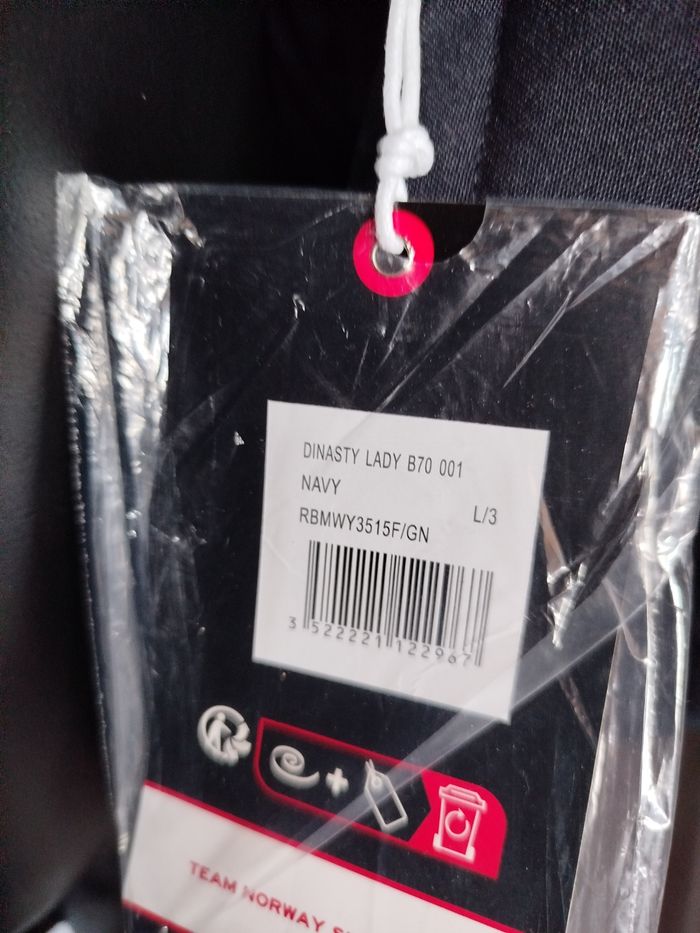 DINASTY LADY B70 001
NAVY
L/3
RBMWY3515F/GN
3 522221 122967
TEAM NORWAY